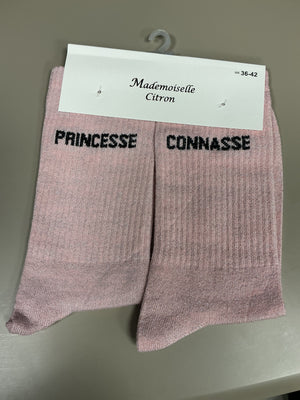 36-42
Mademoiselle
Citron
PRINCESSE
CONNASSE